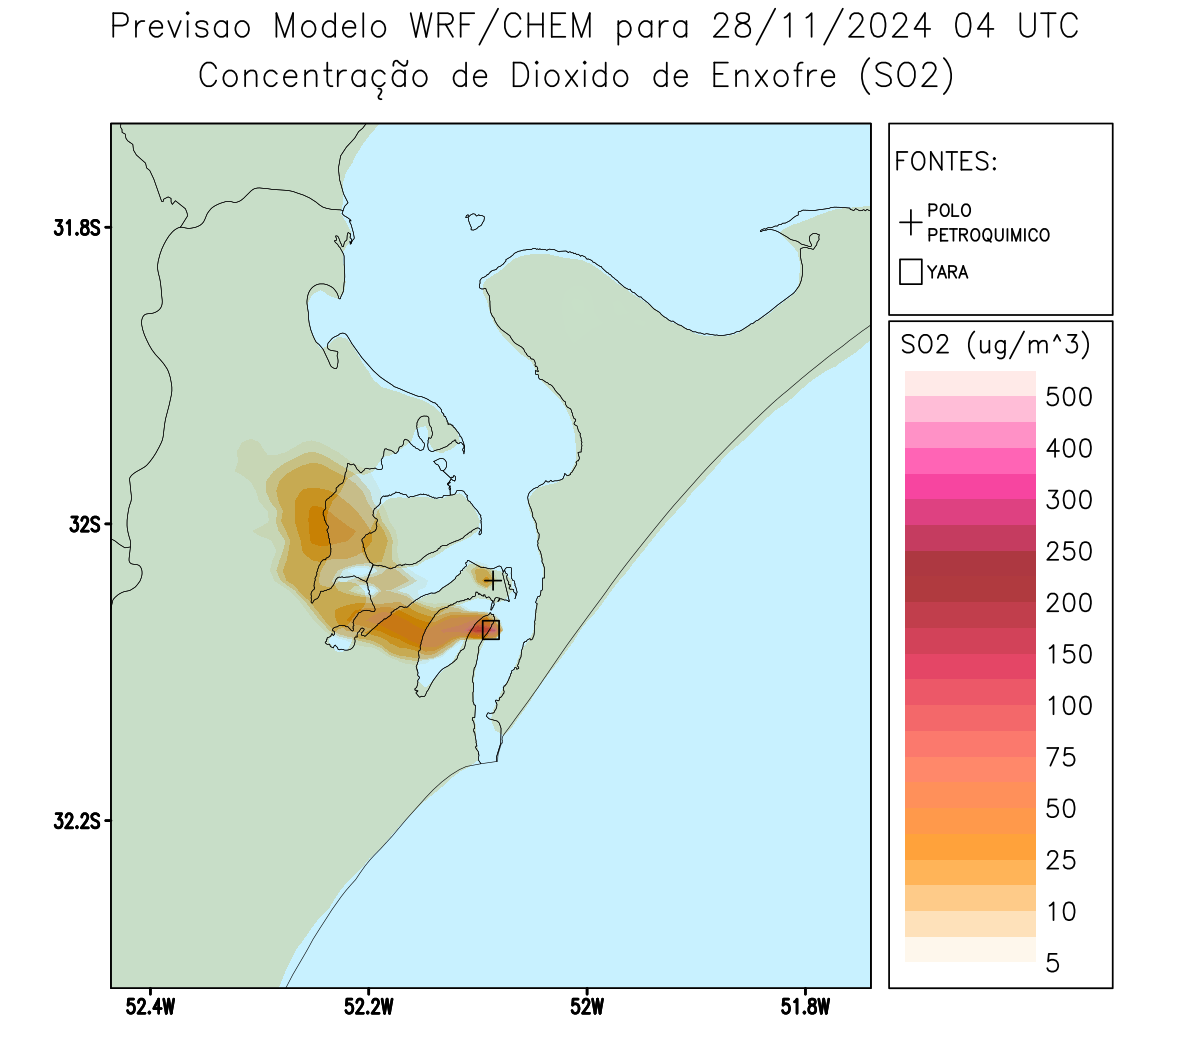 Previsao Modelo WRF/CHEM para 28/11/2024 04 UTC
Concentração de Dioxido de Enxofre (SO2)
FONTES:
POLO
PETROQUIMICO
YARA
SO2 (ug/m^3)
500
400
300
250
200
150
100
75
50
25
10
5
31.8S
32S
32.2S
52.4W
52.2W
52W
51.8W